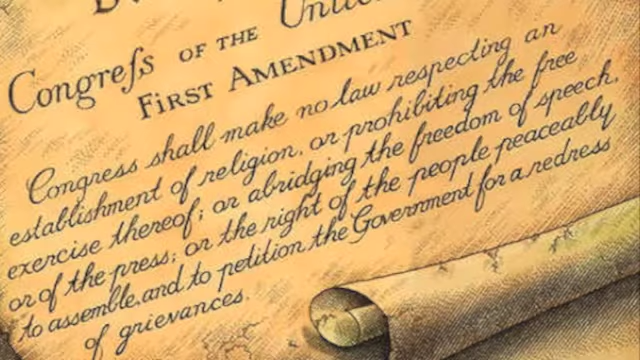 Congreſs OF THE Unite
FIRST AMENDMENT
Congress shall make no law respecting an
establishment of religion, or prohibiting the free
exercise thereof; or abridging the freedom of speech,
or of the press; or the right of the people peaceably
to assemble, and to petition the Government for a redress
of grievances.